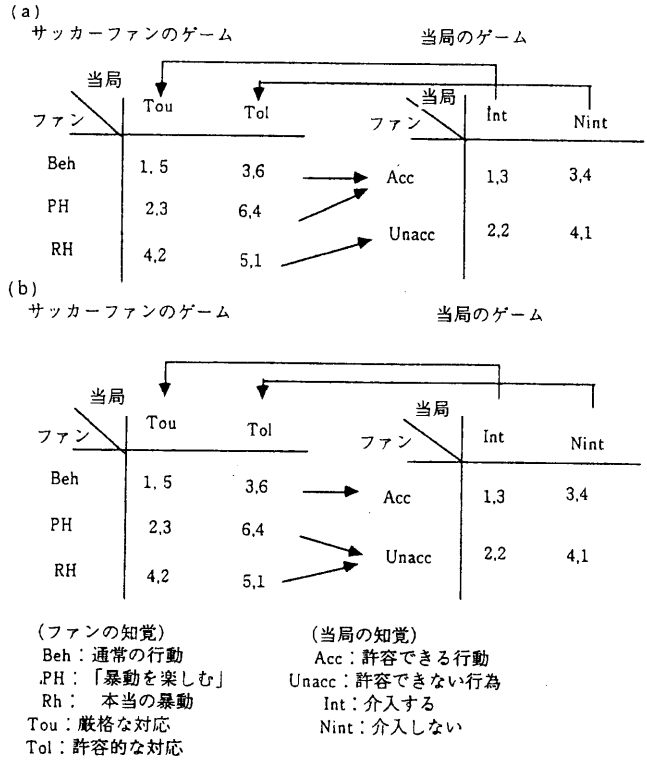 (a)
サッカーファンのゲーム 当局のゲーム
当局 Tou Tol 当局 Int Nint
ファン ファン
Beh 1,5 3,6 Acc 1,3 3,4
PH 2,3 6,4
Unacc 2,2 4,1
RH 4,2 5,1
(b)
サッカーファンのゲーム 当局のゲーム
当局 Tou Tol 当局 Int Nint
ファン ファン
Beh 1,5 3,6 Acc 1,3 3,4
PH 2,3 6,4
Unacc 2,2 4,1
RH 4,2 5,1
(ファンの知覚) (当局の知覚)
Beh:通常の行動 Acc:許容できる行動
PH:「暴動を楽しむ」 Unacc:許容できない行為
Rh: 本当の暴動 Int:介入する
Tou:厳格な対応 Nint:介入しない
Tol:許容的な対応